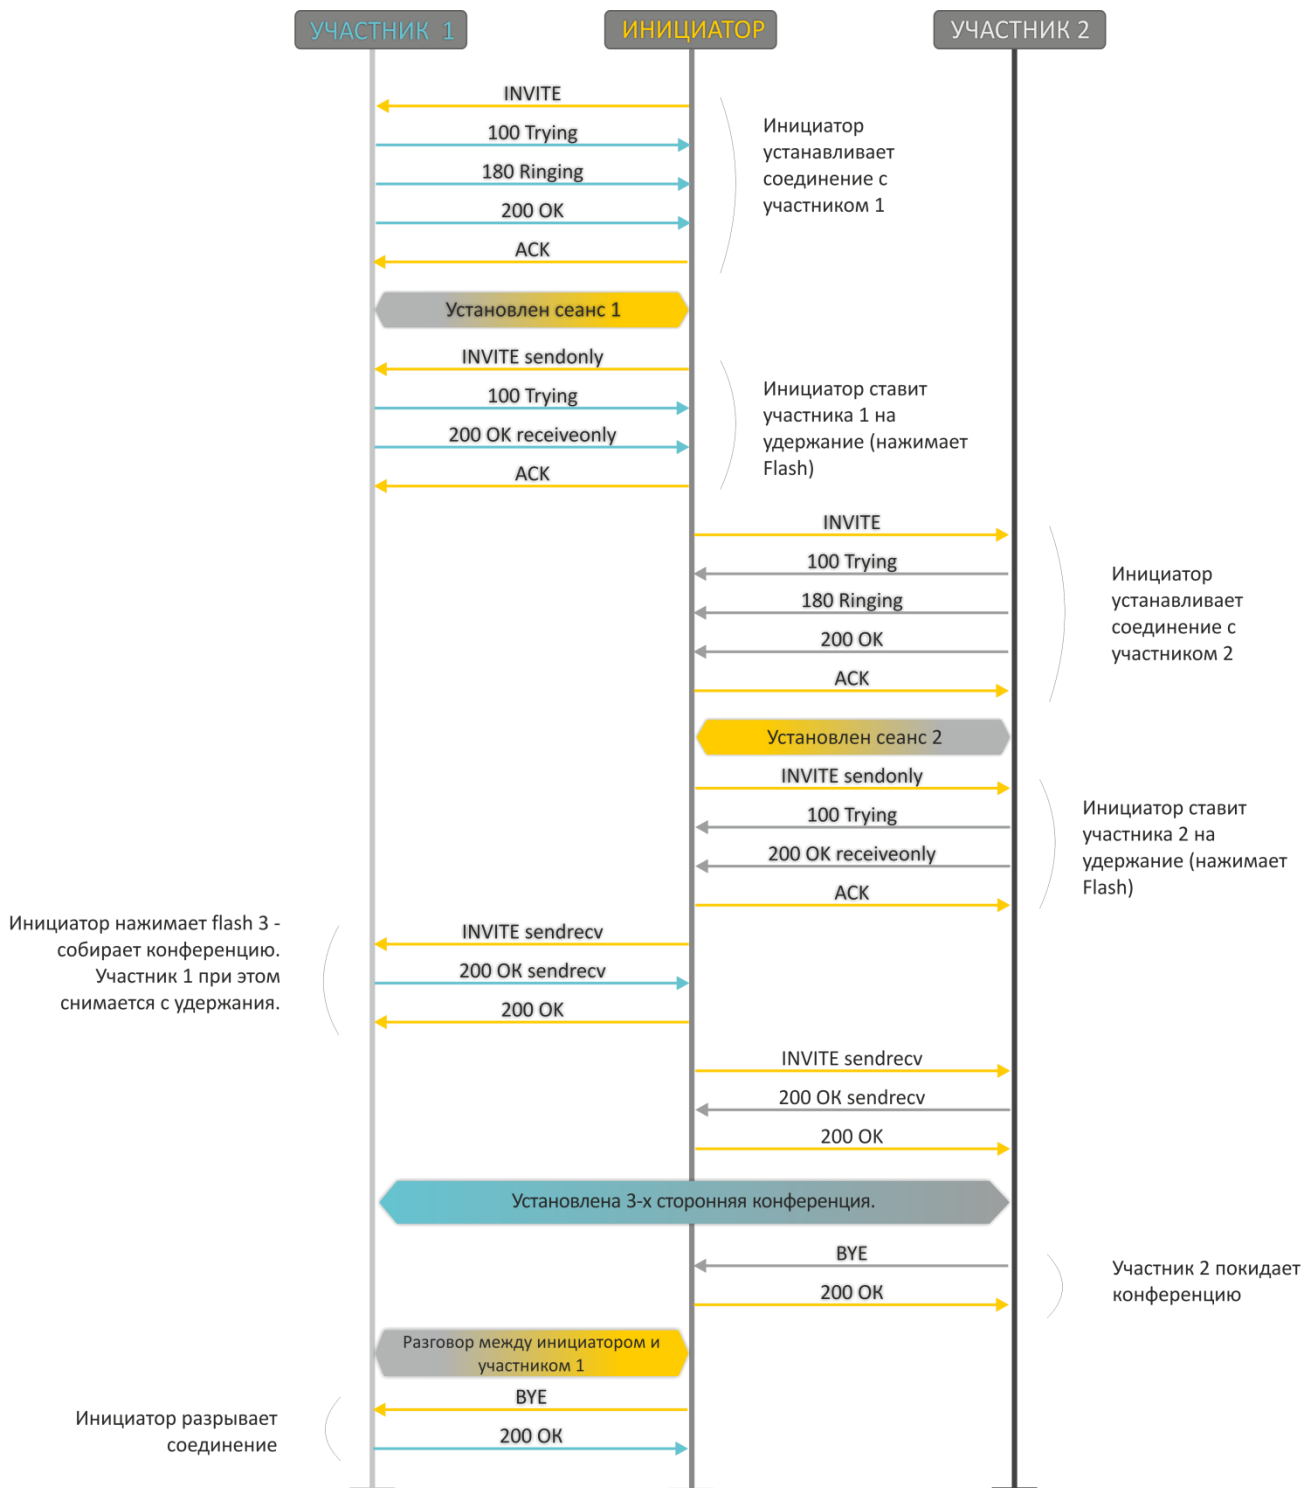 УЧАСТНИК 1
ИНИЦИАТОР
УЧАСТНИК 2
INVITE
100 Trying
180 Ringing
200 OK
ACK
Инициатор
устанавливает
соединение с
участником 1
Установлен сеанс 1
INVITE sendonly
100 Trying
200 OK receiveonly
ACK
Инициатор ставит
участника 1 на
удержание (нажимает
Flash)
INVITE
100 Trying
180 Ringing
200 OK
ACK
Инициатор
устанавливает
соединение с
участником 2
Установлен сеанс 2
INVITE sendonly
100 Trying
200 OK receiveonly
ACK
Инициатор ставит
участника 2 на
удержание (нажимает
Flash)
Инициатор нажимает flash 3 -
собирает конференцию.
Участник 1 при этом
снимается с удержания.
INVITE sendrecv
200 OK sendrecv
200 OK
INVITE sendrecv
200 OK sendrecv
200 OK
Установлена 3-х сторонняя конференция.
BYE
200 OK
Участник 2 покидает
конференцию
Разговор между инициатором и
участником 1
BYE
200 OK
Инициатор разрывает
соединение